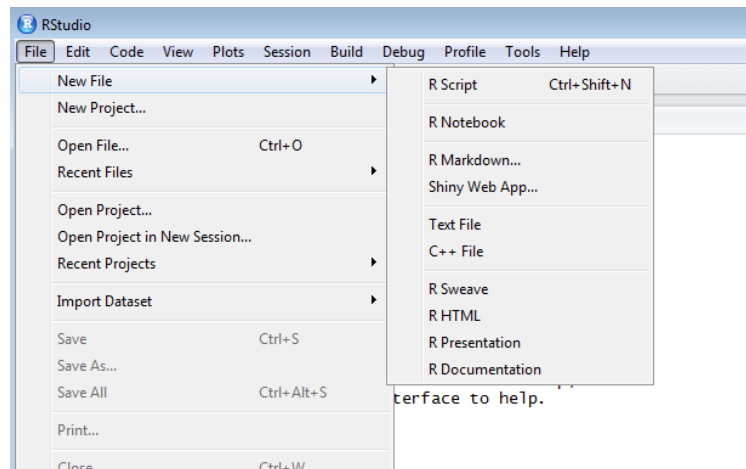 RStudio
File Edit Code View Plots Session Build Debug Profile Tools Help
New File
New Project...
Open File... Ctrl+O
Recent Files
Open Project...
Open Project in New Session...
Recent Projects
Import Dataset
Save Ctrl+S
Save As...
Save All Ctrl+Alt+S
Print...
Close Ctrl+W
R Script Ctrl+Shift+N
R Notebook
R Markdown...
Shiny Web App...
Text File
C++ File
R Sweave
R HTML
R Presentation
R Documentation
terface to help.